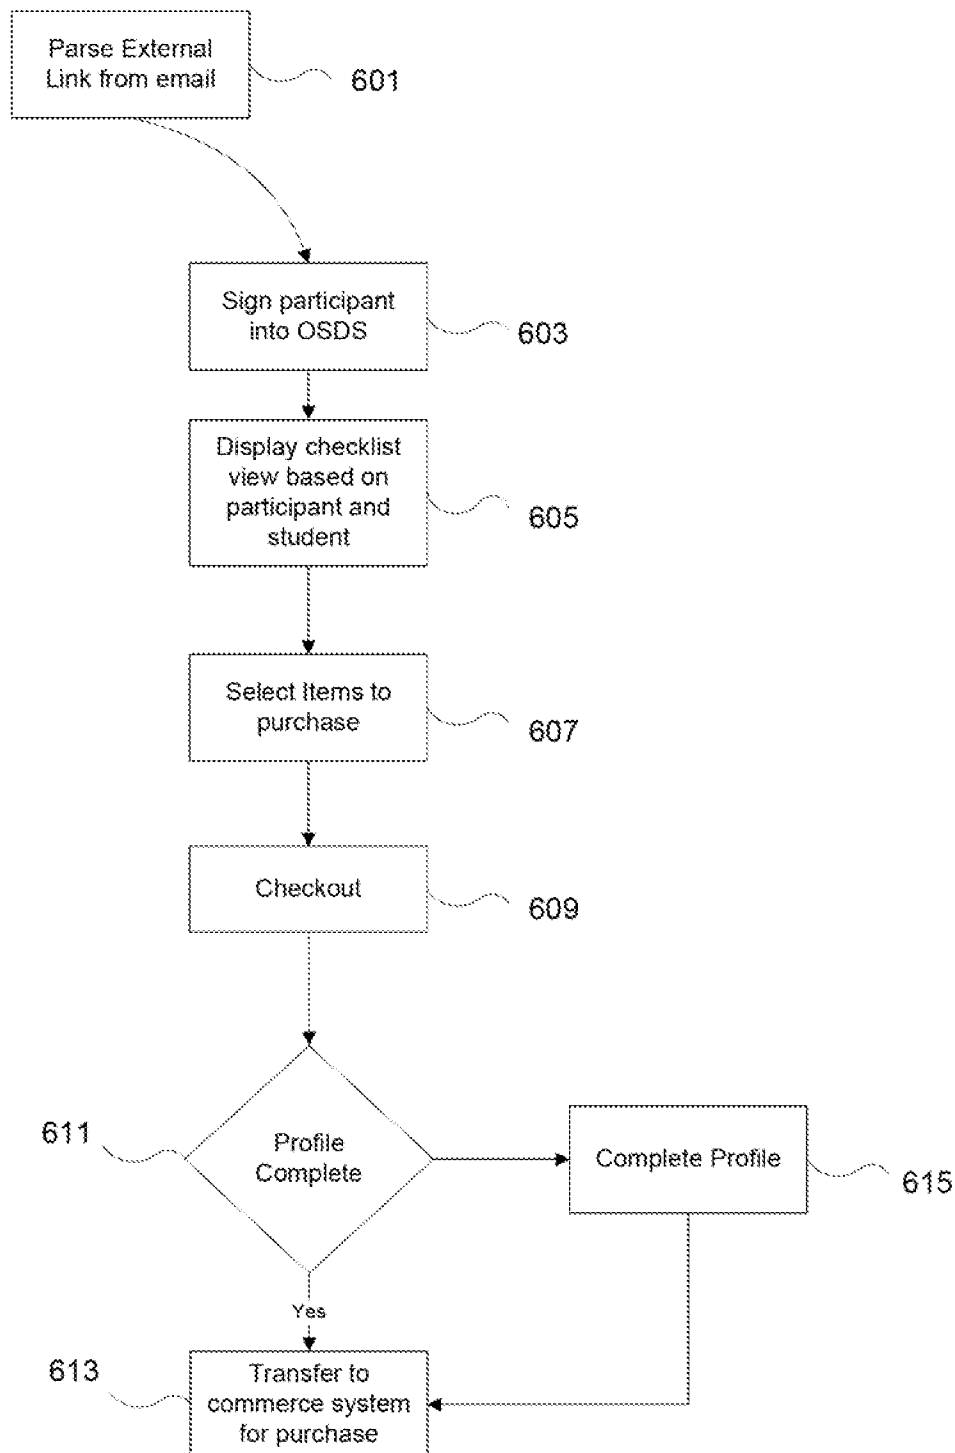 Parse External
Link from email
601
Sign participant
into OSDS
603
Display checklist
view based on
participant and
student
605
Select Items to
purchase
607
Checkout
609
611
Profile
Complete
Complete Profile
615
Yes
613
Transfer to
commerce system
for purchase